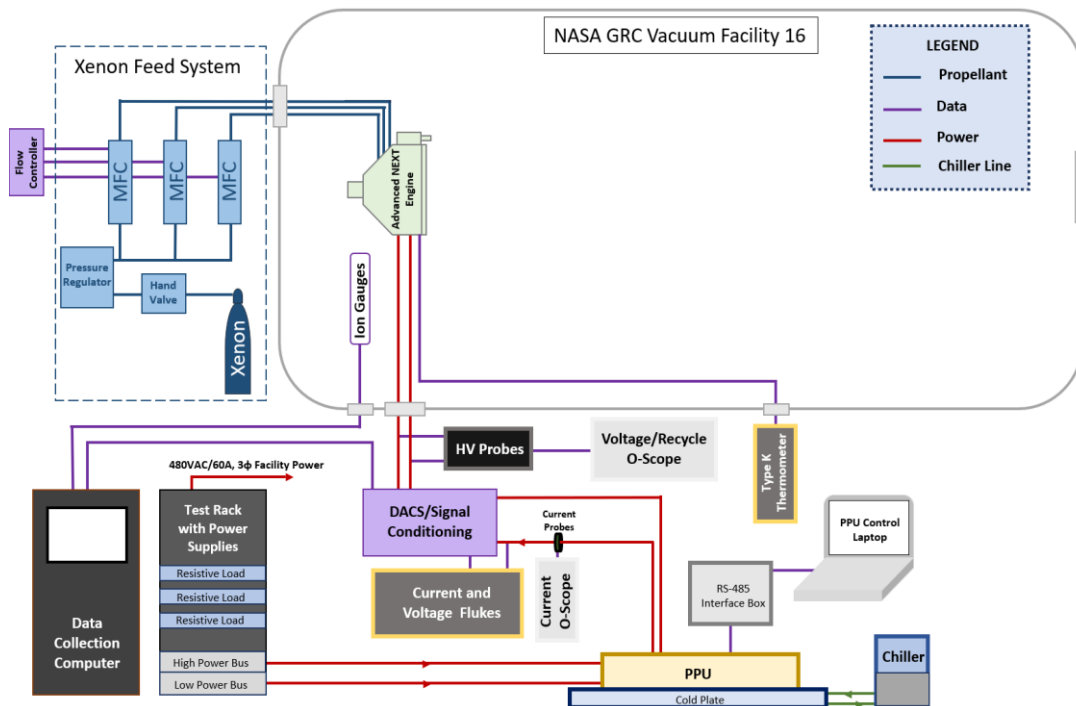 NASA GRC Vacuum Facility 16
LEGEND
Propellant
Data
Power
Chiller Line
Xenon Feed System
Flow
Controller
MFC
MFC
MFC
Pressure
Regulator
Hand
Valve
Xenon
Advanced NEXT
Engine
Ion Gauges
HV Probes
Voltage/Recycle
O-Scope
Type K
Thermometer
480VAC/60A, 3ϕ Facility Power
Test Rack
with Power
Supplies
Resistive Load
Resistive Load
Resistive Load
High Power Bus
Low Power Bus
Data
Collection
Computer
DACS/Signal
Conditioning
Current
Probes
Current and
Voltage Flukes
Current
O-Scope
PPU Control
Laptop
RS-485
Interface Box
PPU
Cold Plate
Chiller